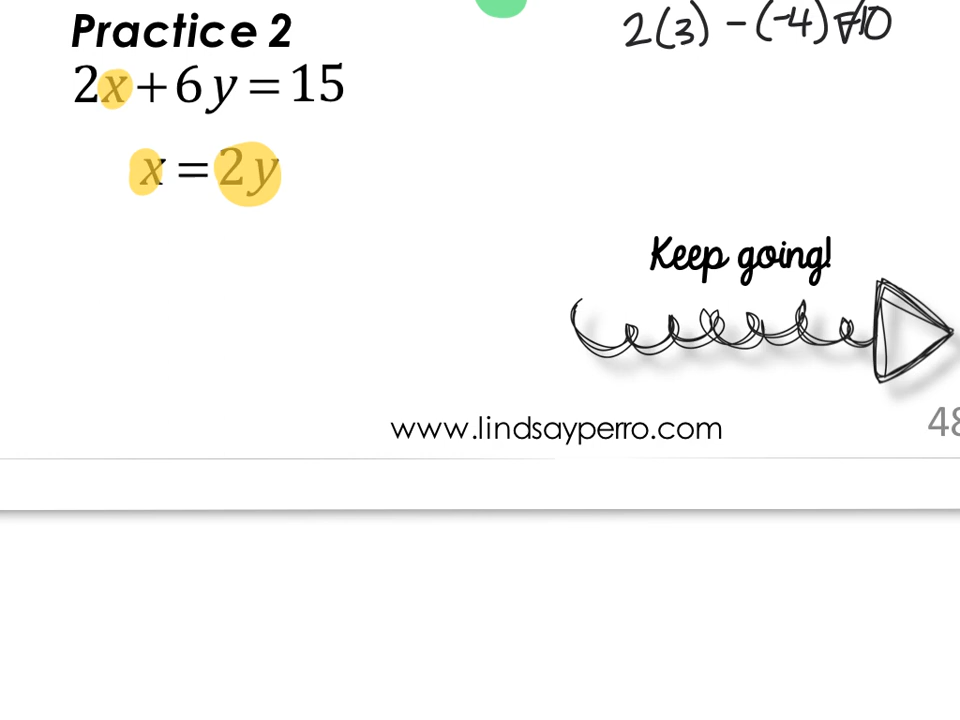 Practice 2
2(3) - (-4) = 10
2x + 6y = 15
x = 2y
Keep going!
www.lindsayperro.com
48